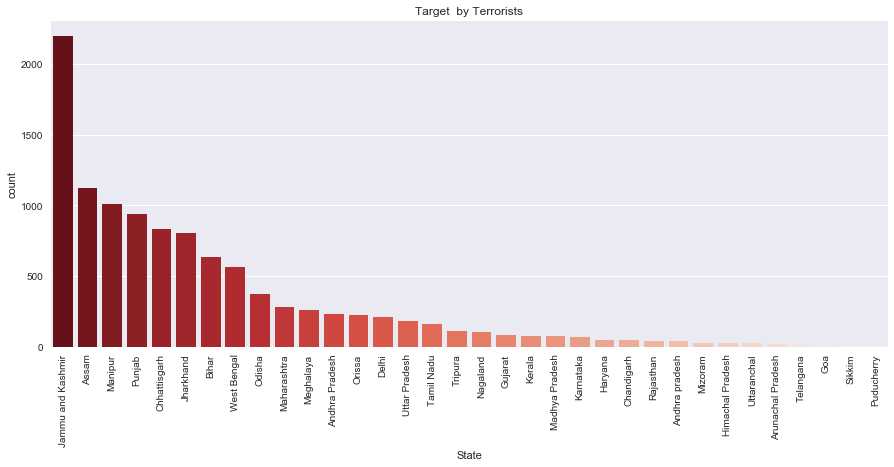 Target  by Terrorists
count
2000
1500
1000
500
0
Jammu and Kashmir
Assam
Manipur
Punjab
Chhattisgarh
Jharkhand
Bihar
West Bengal
Odisha
Maharashtra
Meghalaya
Andhra Pradesh
Orissa
Delhi
Uttar Pradesh
Tamil Nadu
Tripura
Nagaland
Gujarat
Kerala
Madhya Pradesh
Karnataka
Haryana
Chandigarh
Rajasthan
Andhra pradesh
Mizoram
Himachal Pradesh
Uttaranchal
Arunachal Pradesh
Telangana
Goa
Sikkim
Puducherry
State